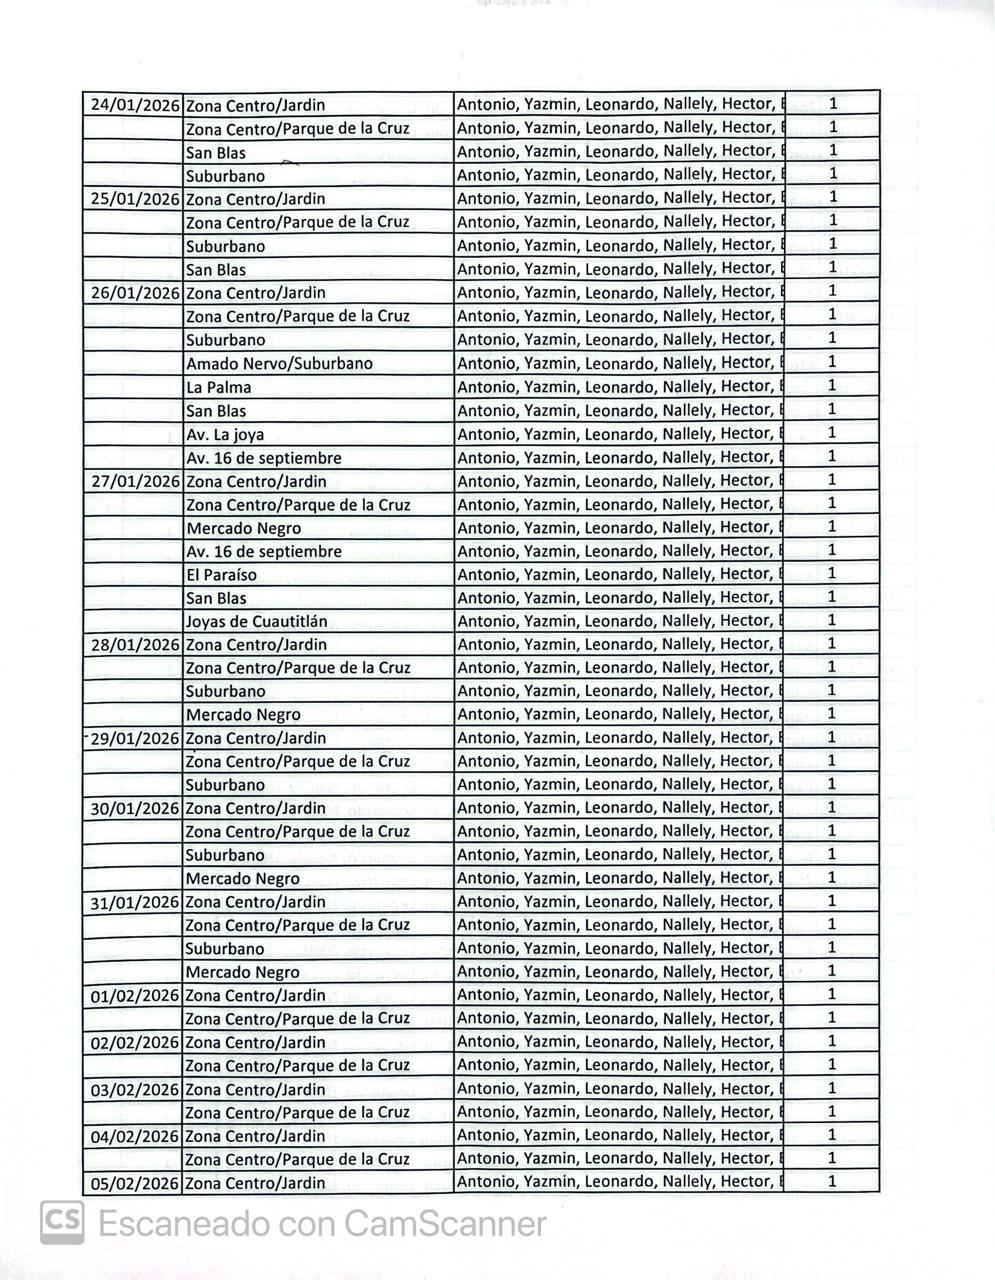 24/01/2026 Zona Centro/Jardin Antonio, Yazmin, Leonardo, Nallely, Hector, 1
Zona Centro/Parque de la Cruz Antonio, Yazmin, Leonardo, Nallely, Hector, 1
San Blas Antonio, Yazmin, Leonardo, Nallely, Hector, 1
Suburbano Antonio, Yazmin, Leonardo, Nallely, Hector, 1
25/01/2026 Zona Centro/Jardin Antonio, Yazmin, Leonardo, Nallely, Hector, 1
Zona Centro/Parque de la Cruz Antonio, Yazmin, Leonardo, Nallely, Hector, 1
Suburbano Antonio, Yazmin, Leonardo, Nallely, Hector, 1
San Blas Antonio, Yazmin, Leonardo, Nallely, Hector, 1
26/01/2026 Zona Centro/Jardin Antonio, Yazmin, Leonardo, Nallely, Hector, 1
Zona Centro/Parque de la Cruz Antonio, Yazmin, Leonardo, Nallely, Hector, 1
Suburbano Antonio, Yazmin, Leonardo, Nallely, Hector, 1
Amado Nervo/Suburbano Antonio, Yazmin, Leonardo, Nallely, Hector, 1
La Palma Antonio, Yazmin, Leonardo, Nallely, Hector, 1
San Blas Antonio, Yazmin, Leonardo, Nallely, Hector, 1
Av. La joya Antonio, Yazmin, Leonardo, Nallely, Hector, 1
Av. 16 de septiembre Antonio, Yazmin, Leonardo, Nallely, Hector, 1
27/01/2026 Zona Centro/Jardin Antonio, Yazmin, Leonardo, Nallely, Hector, 1
Zona Centro/Parque de la Cruz Antonio, Yazmin, Leonardo, Nallely, Hector, 1
Mercado Negro Antonio, Yazmin, Leonardo, Nallely, Hector, 1
Av. 16 de septiembre Antonio, Yazmin, Leonardo, Nallely, Hector, 1
El Paraíso Antonio, Yazmin, Leonardo, Nallely, Hector, 1
San Blas Antonio, Yazmin, Leonardo, Nallely, Hector, 1
Joyas de Cuautitlán Antonio, Yazmin, Leonardo, Nallely, Hector, 1
28/01/2026 Zona Centro/Jardin Antonio, Yazmin, Leonardo, Nallely, Hector, 1
Zona Centro/Parque de la Cruz Antonio, Yazmin, Leonardo, Nallely, Hector, 1
Suburbano Antonio, Yazmin, Leonardo, Nallely, Hector, 1
Mercado Negro Antonio, Yazmin, Leonardo, Nallely, Hector, 1
29/01/2026 Zona Centro/Jardin Antonio, Yazmin, Leonardo, Nallely, Hector, 1
Zona Centro/Parque de la Cruz Antonio, Yazmin, Leonardo, Nallely, Hector, 1
Suburbano Antonio, Yazmin, Leonardo, Nallely, Hector, 1
30/01/2026 Zona Centro/Jardin Antonio, Yazmin, Leonardo, Nallely, Hector, 1
Zona Centro/Parque de la Cruz Antonio, Yazmin, Leonardo, Nallely, Hector, 1
Suburbano Antonio, Yazmin, Leonardo, Nallely, Hector, 1
Mercado Negro Antonio, Yazmin, Leonardo, Nallely, Hector, 1
31/01/2026 Zona Centro/Jardin Antonio, Yazmin, Leonardo, Nallely, Hector, 1
Zona Centro/Parque de la Cruz Antonio, Yazmin, Leonardo, Nallely, Hector, 1
Suburbano Antonio, Yazmin, Leonardo, Nallely, Hector, 1
Mercado Negro Antonio, Yazmin, Leonardo, Nallely, Hector, 1
01/02/2026 Zona Centro/Jardin Antonio, Yazmin, Leonardo, Nallely, Hector, 1
Zona Centro/Parque de la Cruz Antonio, Yazmin, Leonardo, Nallely, Hector, 1
02/02/2026 Zona Centro/Jardin Antonio, Yazmin, Leonardo, Nallely, Hector, 1
Zona Centro/Parque de la Cruz Antonio, Yazmin, Leonardo, Nallely, Hector, 1
03/02/2026 Zona Centro/Jardin Antonio, Yazmin, Leonardo, Nallely, Hector, 1
Zona Centro/Parque de la Cruz Antonio, Yazmin, Leonardo, Nallely, Hector, 1
04/02/2026 Zona Centro/Jardin Antonio, Yazmin, Leonardo, Nallely, Hector, 1
Zona Centro/Parque de la Cruz Antonio, Yazmin, Leonardo, Nallely, Hector, 1
05/02/2026 Zona Centro/Jardin Antonio, Yazmin, Leonardo, Nallely, Hector, 1
CS Escaneado con CamScanner